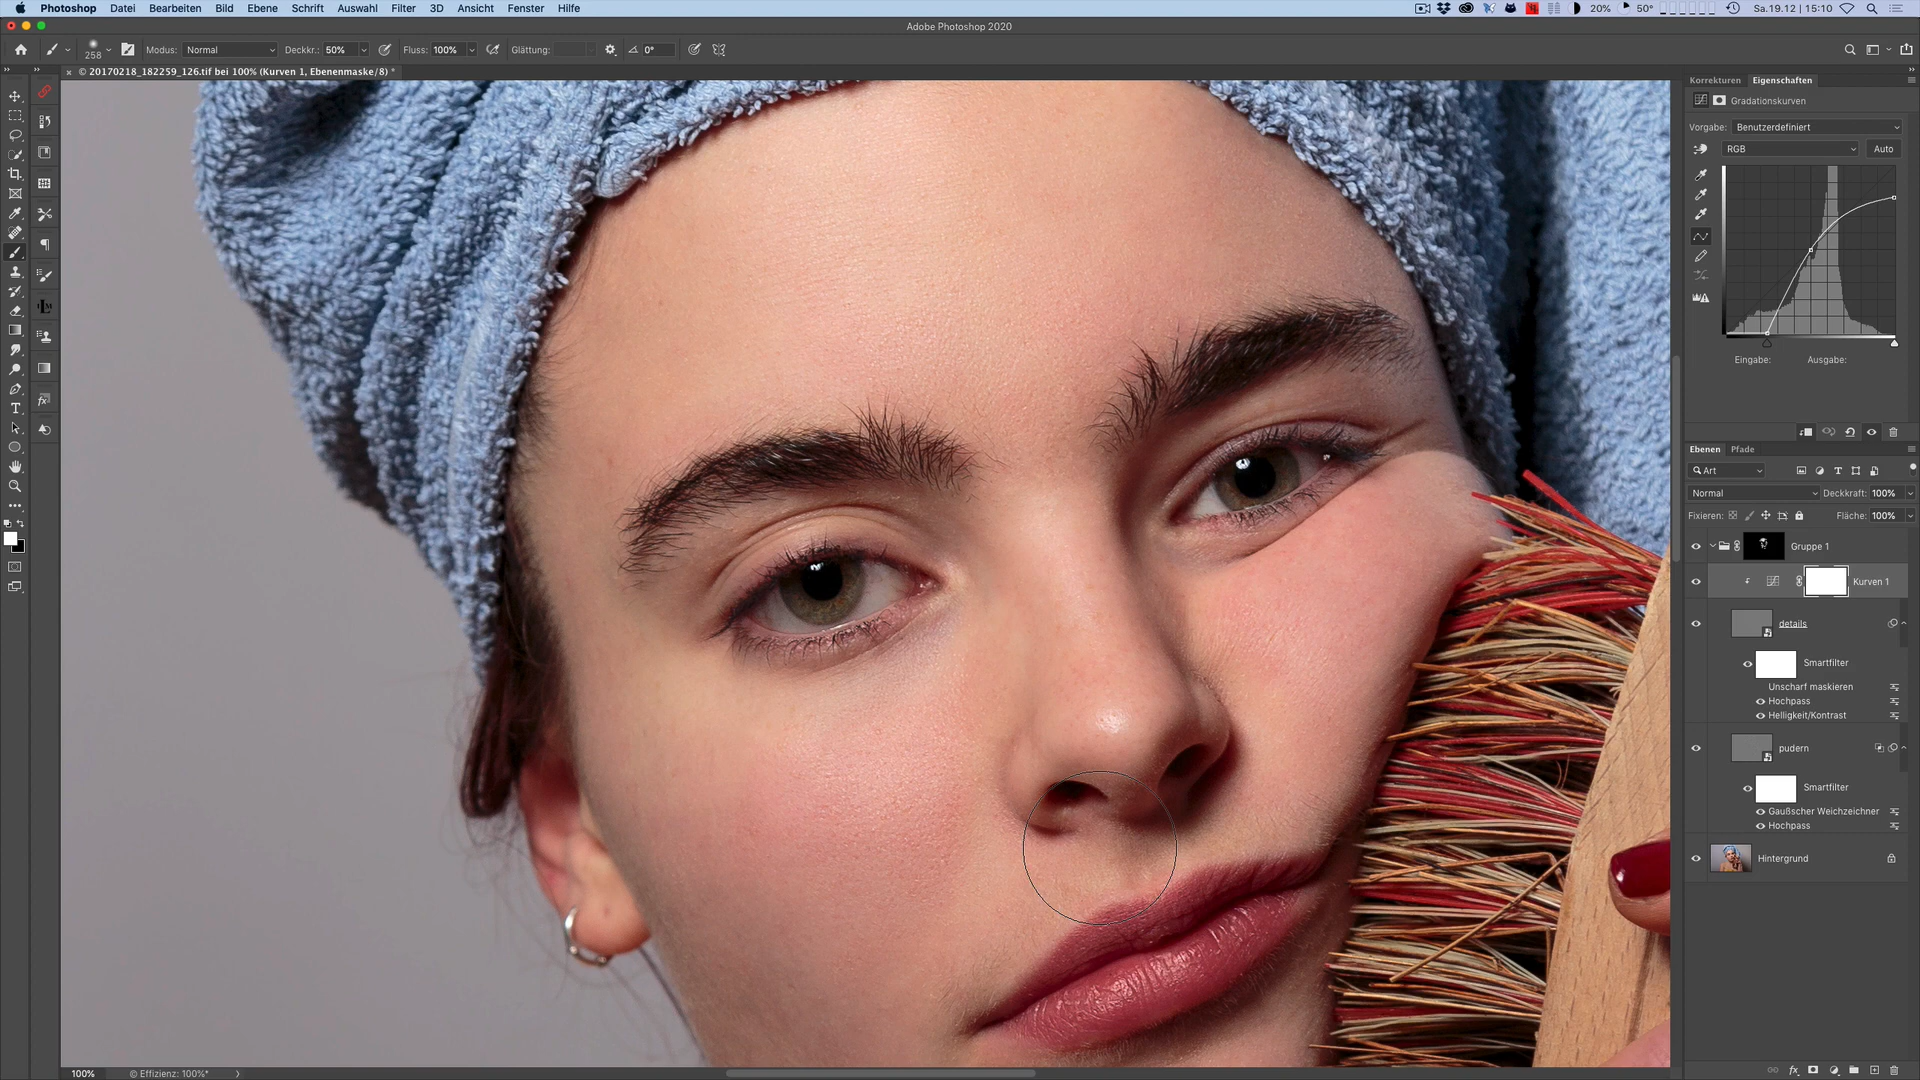 Photoshop Datei Bearbeiten Bild Ebene Schrift Auswahl Filter 3D Ansicht Fenster Hilfe 20% 50° Sa.19.12 | 15:10
Adobe Photoshop 2020
258 Modus: Normal Deckkr.: 50% Fluss: 100% Glättung: 0°
× © 20170218_182259_126.tif bei 100% (Kurven 1, Ebenenmaske/8) *
Korrekturen Eigenschaften
Gradationskurven
Vorgabe: Benutzerdefiniert
RGB Auto
Eingabe: Ausgabe:
Ebenen Pfade
Art
Normal Deckkraft: 100%
Fixieren: Fläche: 100%
Gruppe 1
Kurven 1
details
Smartfilter
Unscharf maskieren
Hochpass
Helligkeit/Kontrast
pudern
Smartfilter
Gaußscher Weichzeichner
Hochpass
Hintergrund
100% © Effizienz: 100%*